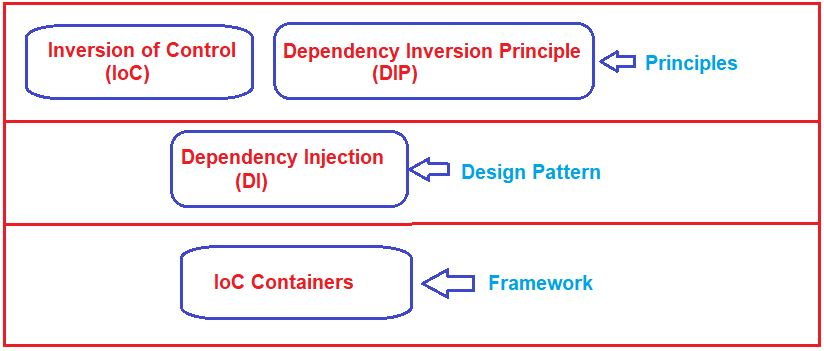 Inversion of Control
(IoC)
Dependency Inversion Principle
(DIP)
Principles
Dependency Injection
(DI)
Design Pattern
IoC Containers
Framework